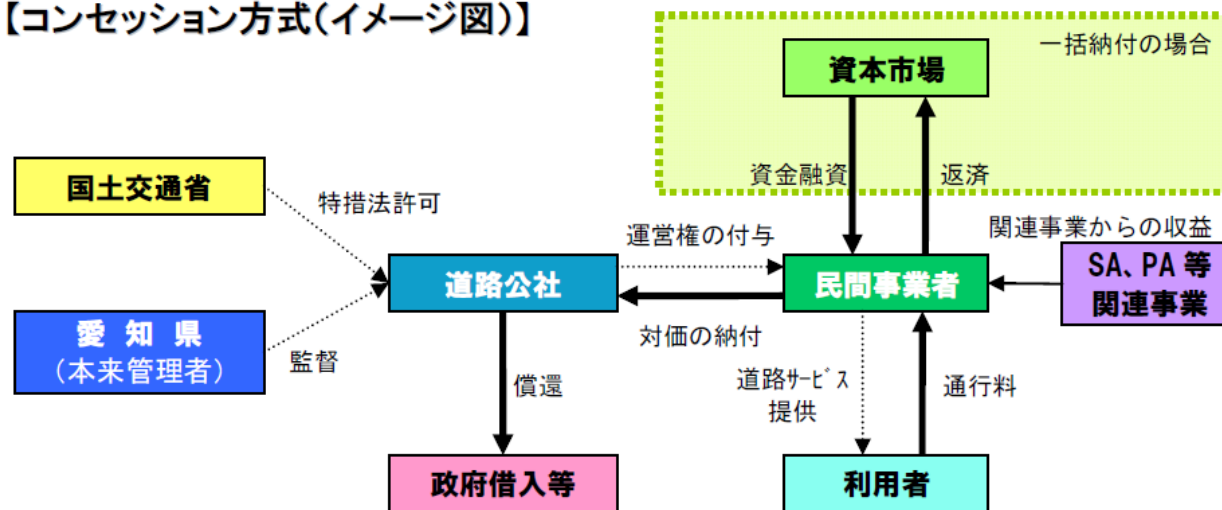 【コンセッション方式(イメージ図)】
一括納付の場合
資本市場
国土交通省
特措法許可
資金融資
返済
運営権の付与
関連事業からの収益
道路公社
民間事業者
SA、PA 等
関連事業
愛 知 県
(本来管理者)
監督
対価の納付
償還
道路サービス
提供
通行料
政府借入等
利用者